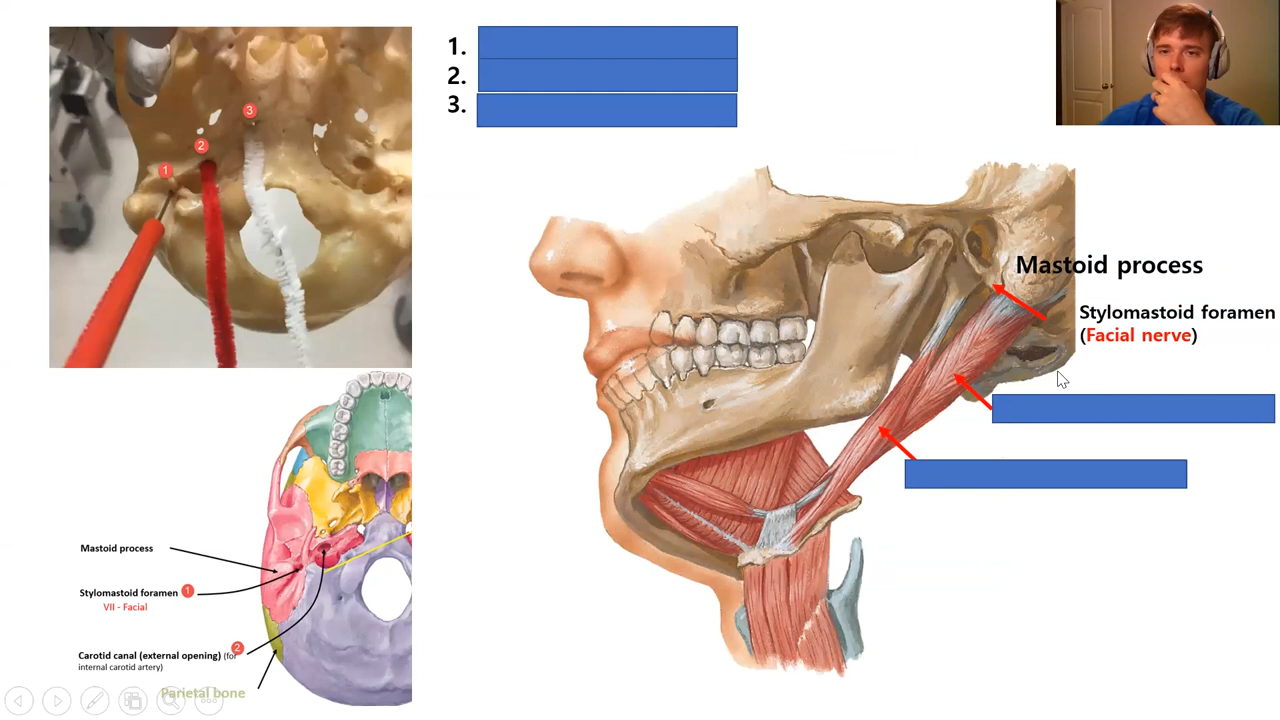 1.
2.
3.
1
2
3
Mastoid process
Stylomastoid foramen
(Facial nerve)
Mastoid process
Stylomastoid foramen 1
VII - Facial
2
Carotid canal (external opening) (for
internal carotid artery)
Parietal bone